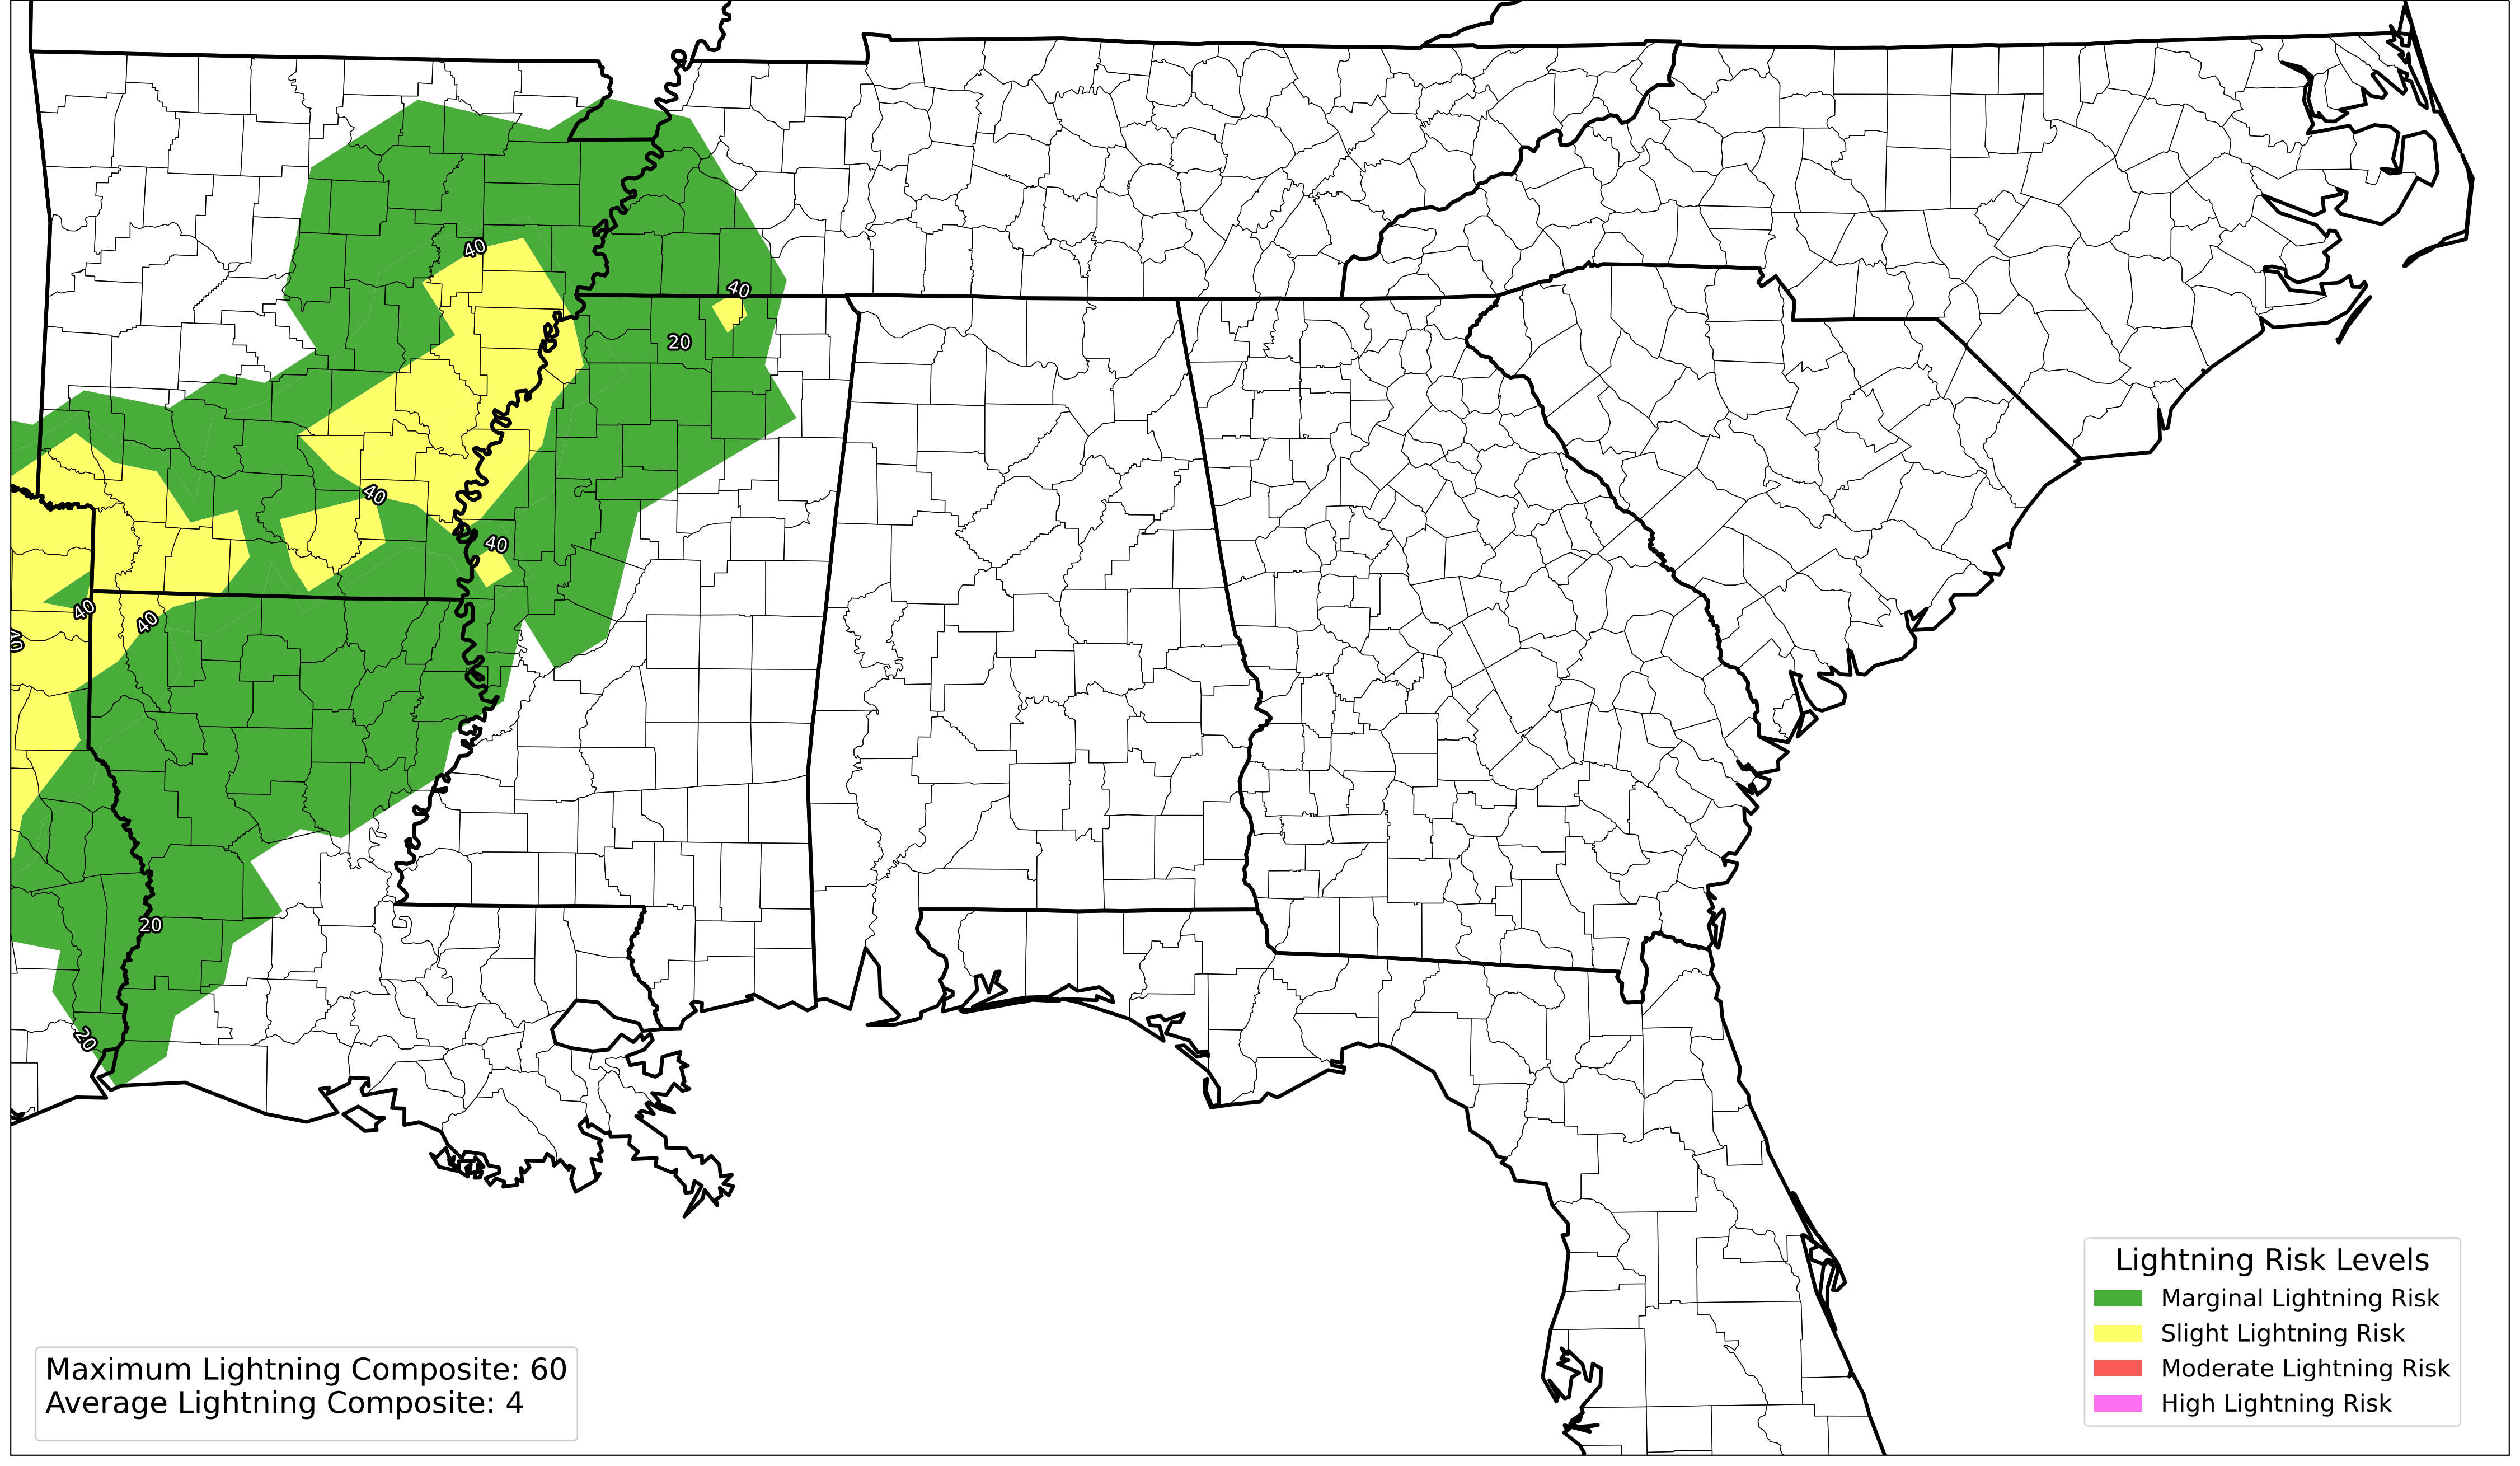 40
40
20
40
40
40
40
20
20
Lightning Risk Levels
Marginal Lightning Risk
Slight Lightning Risk
Moderate Lightning Risk
High Lightning Risk
Maximum Lightning Composite: 60
Average Lightning Composite: 4